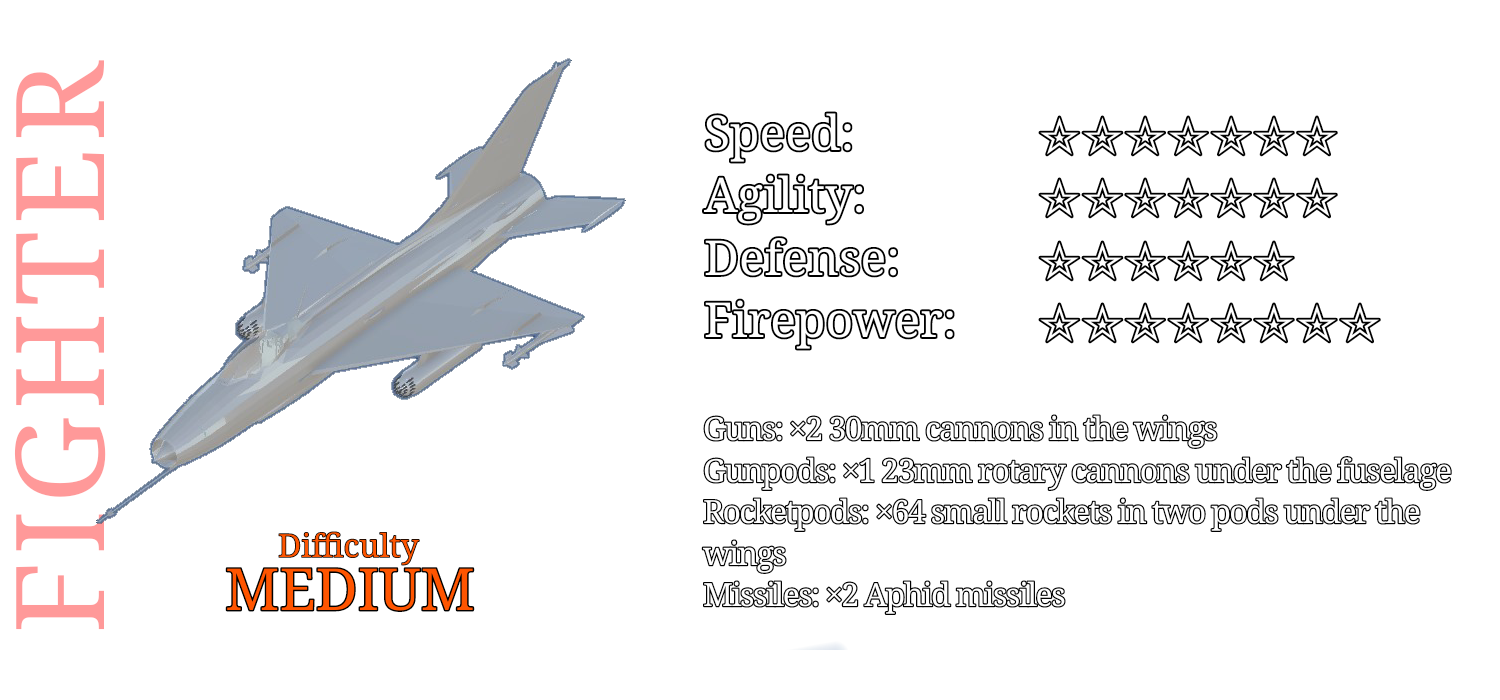 FIGHTER
Difficulty
MEDIUM
Speed: ☆☆☆☆☆☆☆
Agility: ☆☆☆☆☆☆☆
Defense: ☆☆☆☆☆☆
Firepower: ☆☆☆☆☆☆☆☆
Guns: ×2 30mm cannons in the wings
Gunpods: ×1 23mm rotary cannons under the fuselage
Rocketpods: ×64 small rockets in two pods under the
wings
Missiles: ×2 Aphid missiles